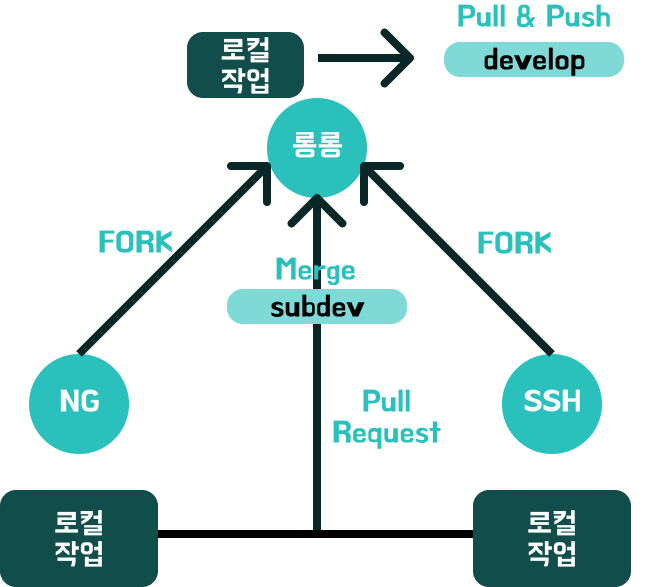 Pull & Push
로컬
작업
develop
롱롱
FORK
FORK
Merge
subdev
NG
SSH
Pull
Request
로컬
작업
로컬
작업